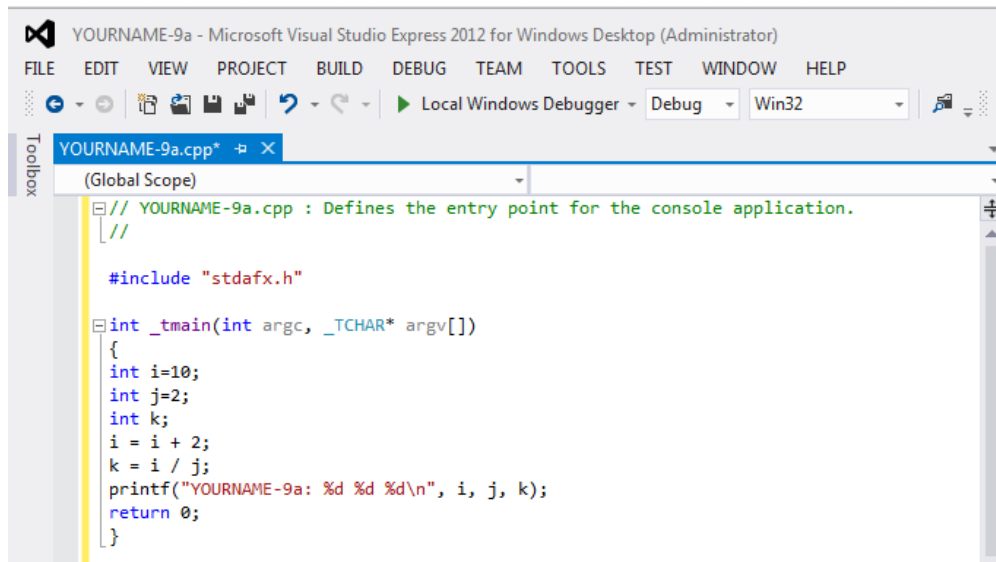 YOURNAME-9a - Microsoft Visual Studio Express 2012 for Windows Desktop (Administrator)
FILE EDIT VIEW PROJECT BUILD DEBUG TEAM TOOLS TEST WINDOW HELP
Local Windows Debugger Debug Win32
Toolbox
YOURNAME-9a.cpp*
(Global Scope)
// YOURNAME-9a.cpp : Defines the entry point for the console application.
//
#include "stdafx.h"
int _tmain(int argc, _TCHAR* argv[])
{
int i=10;
int j=2;
int k;
i = i + 2;
k = i / j;
printf("YOURNAME-9a: %d %d %d\n", i, j, k);
return 0;
}